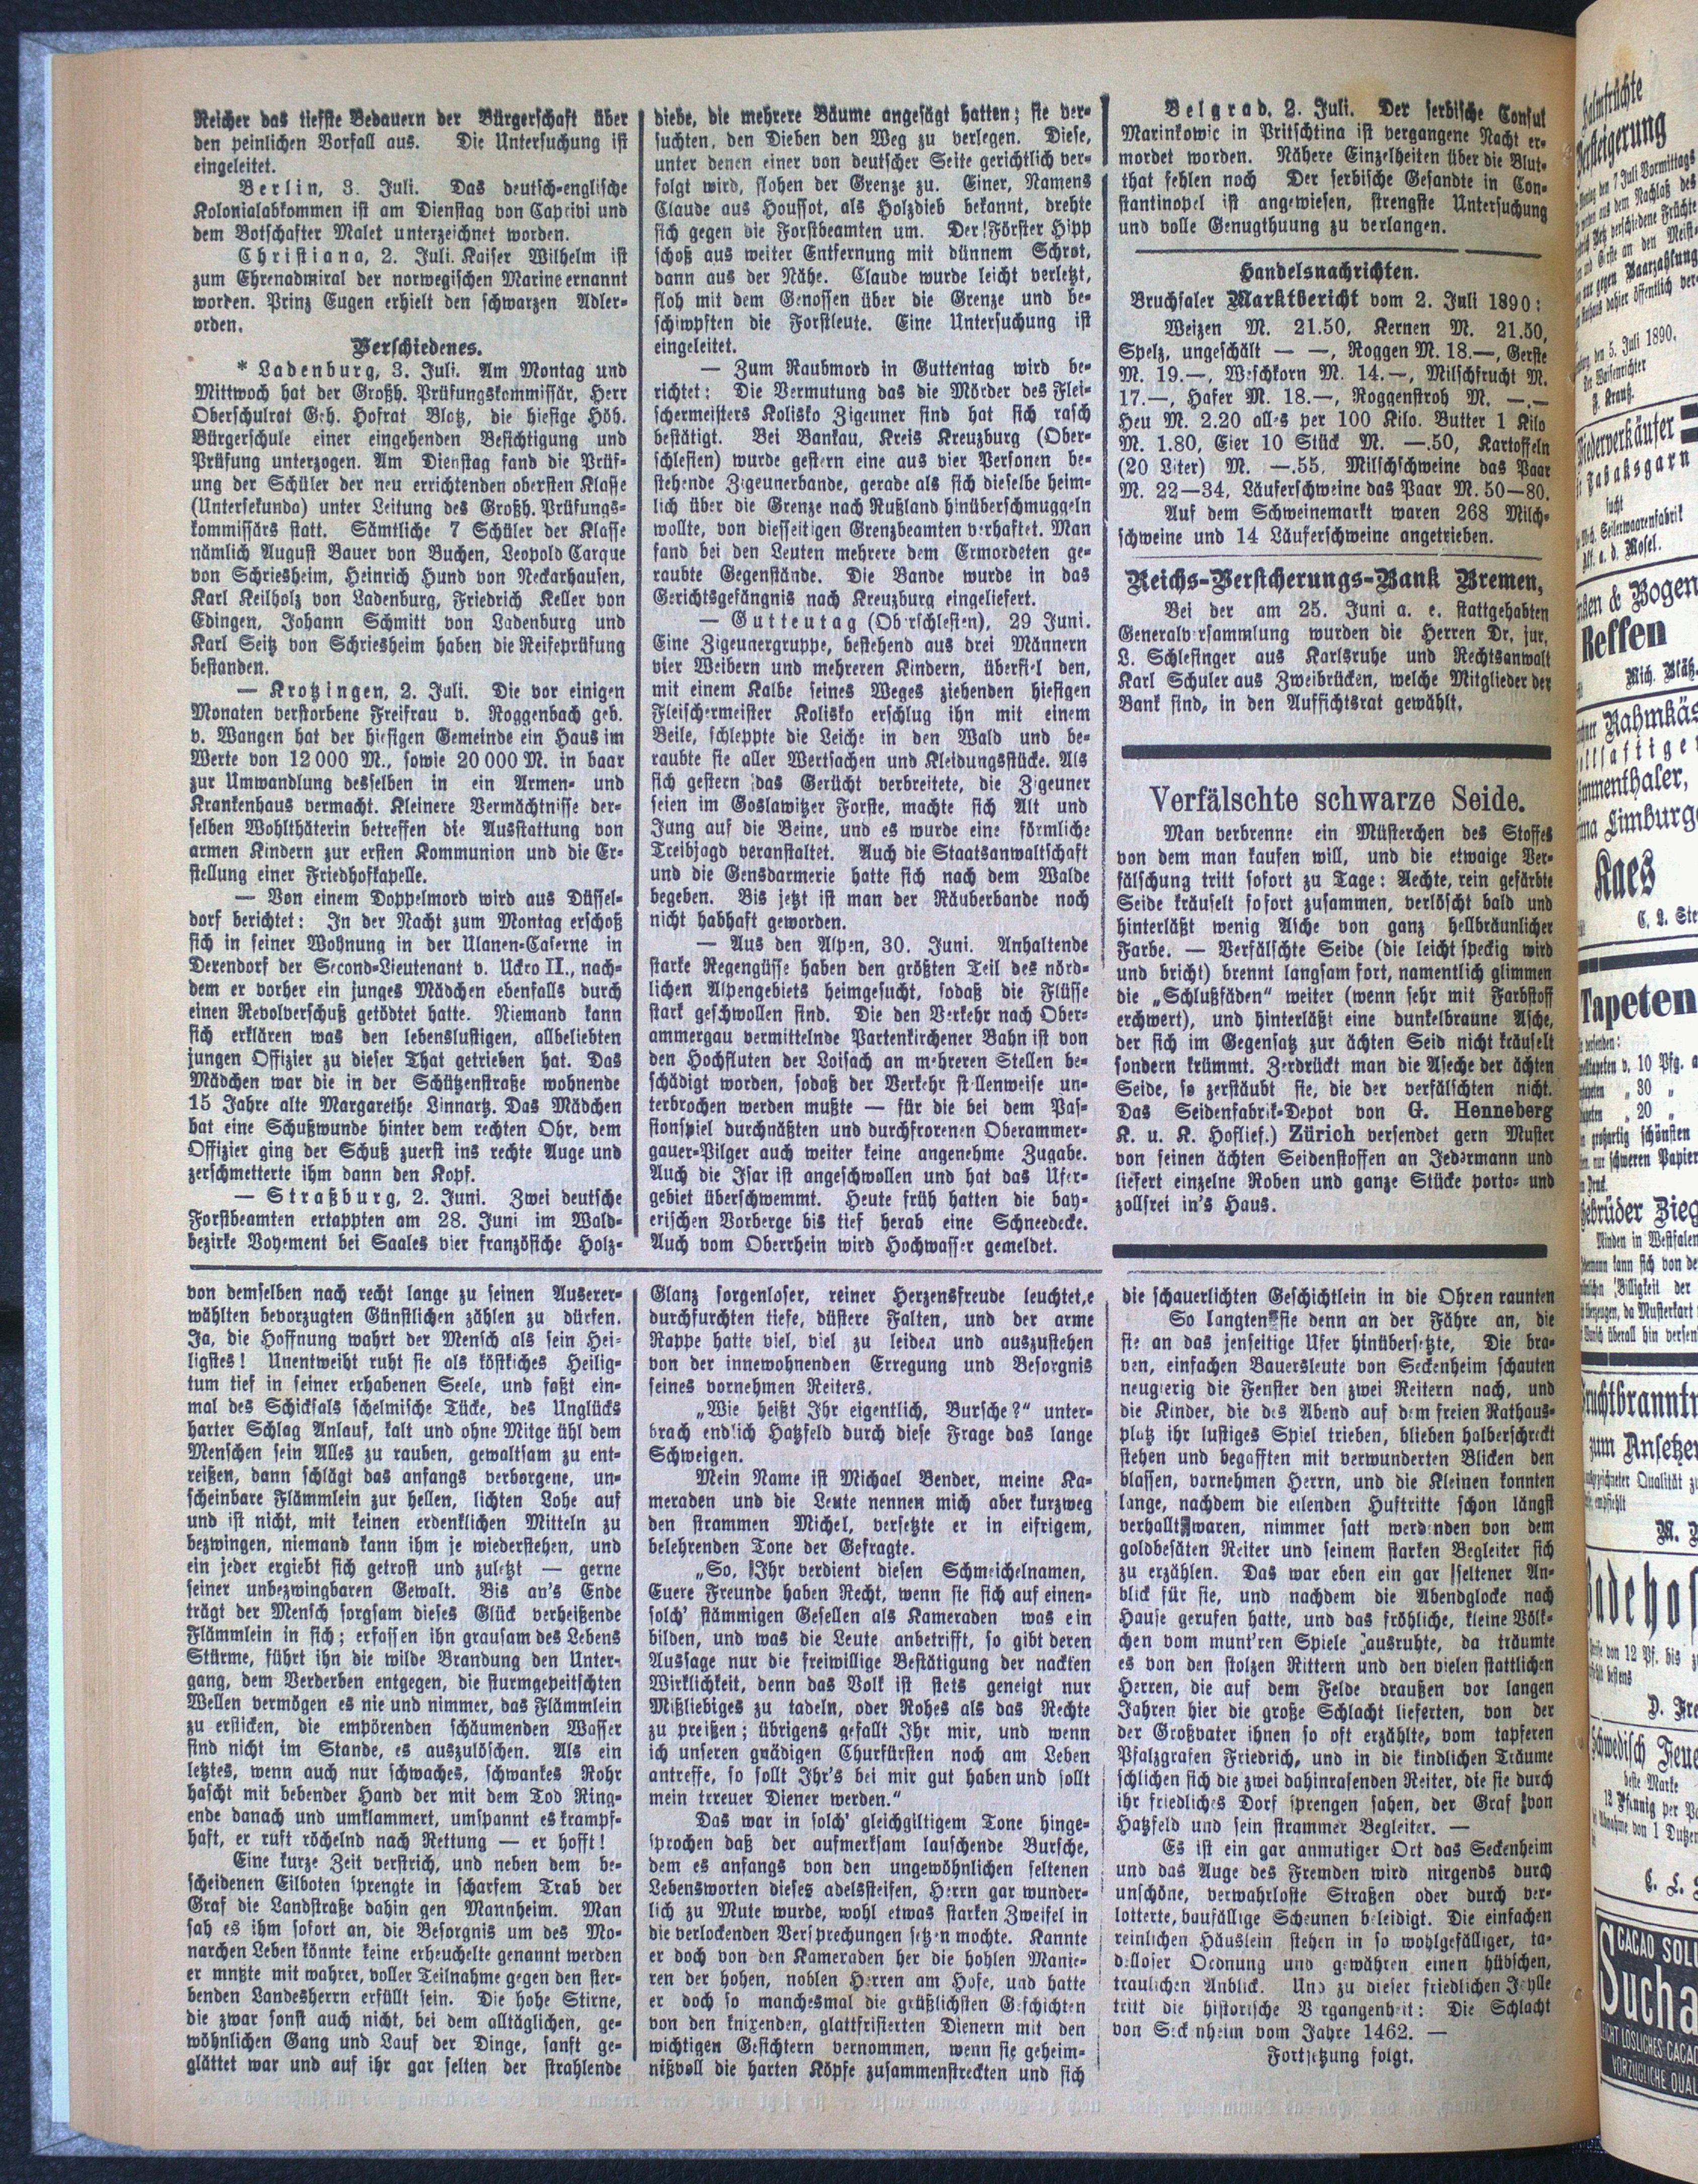 Reicher das tiefste Bedauern der Bürgerschaft über
den peinlichen Vorfall aus. Die Untersuchung ist
eingeleitet.
Berlin, 3. Juli. Das deutsch-englische
Kolonialabkommen ist am Dienstag von Caprivi und
dem Botschafter Malet unterzeichnet worden.
Christiana, 2. Juli. Kaiser Wilhelm ist
zum Ehrenadmiral der norwegischen Marine ernannt
worden. Prinz Eugen erhielt den schwarzen Adler-
orden.
Verschiedenes.
* Ladenburg, 3. Juli. Am Montag und
Mittwoch hat der Großh. Prüfungskommissär, Herr
Oberschulrat Geh. Hofrat Blotz, die hiesige Höh.
Bürgerschule einer eingehenden Besichtigung und
Prüfung unterzogen. Am Dienstag fand die Prüf-
ung der Schüler der neu errichtenden obersten Klasse
(Untersekunda) unter Leitung des Großh. Prüfungs-
kommissärs statt. Sämtliche 7 Schüler der Klasse
nämlich August Bauer von Buchen, Leopold Carque
von Schriesheim, Heinrich Hund von Neckarhausen,
Karl Keilholz von Ladenburg, Friedrich Keller von
Edingen, Johann Schmitt von Ladenburg und
Karl Seitz von Schriesheim haben die Reifeprüfung
bestanden.
— Krotzingen, 2. Juli. Die vor einigen
Monaten verstorbene Freifrau v. Roggenbach geb.
v. Wangen hat der hiesigen Gemeinde ein Haus im
Werte von 12 000 M., sowie 20 000 M. in baar
zur Umwandlung desselben in ein Armen- und
Krankenhaus vermacht. Kleinere Vermächtnisse der-
selben Wohlthäterin betreffen die Ausstattung von
armen Kindern zur ersten Kommunion und die Er-
stellung einer Friedhofkapelle.
— Von einem Doppelmord wird aus Düssel-
dorf berichtet: In der Nacht zum Montag erschoß
sich in seiner Wohnung in der Ulanen-Caserne in
Derendorf der Second-Lieutenant v. Uckro II., nach-
dem er vorher ein junges Mädchen ebenfalls durch
einen Revolverschuß getödtet hatte. Niemand kann
sich erklären was den lebenslustigen, allbeliebten
jungen Offizier zu dieser That getrieben hat. Das
Mädchen war die in der Schützenstraße wohnende
15 Jahre alte Margarethe Linnartz. Das Mädchen
hat eine Schußwunde hinter dem rechten Ohr, dem
Offizier ging der Schuß zuerst ins rechte Auge und
zerschmetterte ihm dann den Kopf.
— Straßburg, 2. Juni. Zwei deutsche
Forstbeamten ertappten am 28. Juni im Wald-
bezirke Voyement bei Saales vier französische Holz-
diebe, die mehrere Bäume angesägt hatten; sie ver-
suchten, den Dieben den Weg zu verlegen. Diese,
unter denen einer von deutscher Seite gerichtlich ver-
folgt wird, flohen der Grenze zu. Einer, Namens
Claude aus Houssot, als Holzdieb bekannt, drehte
sich gegen die Forstbeamten um. Der Förster Hipp
schoß aus weiter Entfernung mit dünnem Schrot,
dann aus der Nähe. Claude wurde leicht verletzt,
floh mit dem Genossen über die Grenze und be-
schimpften die Forstleute. Eine Untersuchung ist
eingeleitet.
— Zum Raubmord in Guttentag wird be-
richtet: Die Vermutung das die Mörder des Flei-
schermeisters Kolisko Zigeuner sind hat sich rasch
bestätigt. Bei Bankau, Kreis Kreuzburg (Ober-
schlesien) wurde gestern eine aus vier Personen be-
stehende Zigeunerbande, gerade als sich dieselbe heim-
lich über die Grenze nach Rußland hinüberschmuggeln
wollte, von diesseitigen Grenzbeamten verhaftet. Man
fand bei den Leuten mehrere dem Ermordeten ge-
raubte Gegenstände. Die Bande wurde in das
Gerichtsgefängnis nach Kreuzburg eingeliefert.
— Gutteutag (Oberschlesien), 29 Juni.
Eine Zigeunergruppe, bestehend aus drei Männern
vier Weibern und mehreren Kindern, überfiel den,
mit einem Kalbe seines Weges ziehenden hiesigen
Fleischermeister Kolisko erschlug ihn mit einem
Beile, schleppte die Leiche in den Wald und be-
raubte sie aller Wertsachen und Kleidungsstücke. Als
sich gestern das Gerücht verbreitete, die Zigeuner
seien im Goslawitzer Forste, machte sich Alt und
Jung auf die Beine, und es wurde eine förmliche
Treibjagd veranstaltet. Auch die Staatsanwaltschaft
und die Gensdarmerie hatte sich nach dem Walde
begeben. Bis jetzt ist man der Räuberbande noch
nicht habhaft geworden.
— Aus den Alpen, 30. Juni. Anhaltende
starke Regengüsse haben den größten Teil des nörd-
lichen Alpengebiets heimgesucht, sodaß die Flüsse
stark geschwollen sind. Die den Verkehr nach Ober-
ammergau vermittelnde Partenkirchener Bahn ist von
den Hochfluten der Loisach an mehreren Stellen be-
schädigt worden, sodaß der Verkehr stellenweise un-
terbrochen werden mußte — für die bei dem Pas-
sionspiel durchnäßten und durchfrorenen Oberammer-
gauer-Pilger auch weiter keine angenehme Zugabe.
Auch die Isar ist angeschwollen und hat das Ufer-
gebiet überschwemmt. Heute früh hatten die bay-
erischen Vorberge bis tief herab eine Schneedecke.
Auch vom Oberrhein wird Hochwasser gemeldet.
Belgrad, 2. Juli. Der serbische Consul
Marinkowic in Pritschtina ist vergangene Nacht er-
mordet worden. Nähere Einzelheiten über die Blut-
that fehlen noch Der serbische Gesandte in Con-
stantinopel ist angewiesen, strengste Untersuchung
und volle Genugthuung zu verlangen.
Handelsnachrichten.
Bruchsaler Marktbericht vom 2. Juli 1890:
Weizen M. 21.50, Kernen M. 21.50,
Spelz, ungeschält — —, Roggen M. 18.—, Gerste
M. 19.—, Weschkorn M. 14.—, Milschfrucht M.
17.—, Hafer M. 18.—, Roggenstroh M. —.—
Heu M. 2.20 alles per 100 Kilo. Butter 1 Kilo
M. 1.80, Eier 10 Stück M. —.50, Kartoffeln
(20 Liter) M. —.55, Milschschweine das Paar
M. 22—34, Läuferschweine das Paar M. 50—80.
Auf dem Schweinemarkt waren 268 Milch-
schweine und 14 Läuferschweine angetrieben.
Reichs-Versicherungs-Bank Bremen,
Bei der am 25. Juni a. e. stattgehabten
Generalversammlung wurden die Herren Dr. jur.
L. Schlesinger aus Karlsruhe und Rechtsanwalt
Karl Schuler aus Zweibrücken, welche Mitglieder der
Bank sind, in den Aufsichtsrat gewählt.
Verfälschte schwarze Seide.
Man verbrenne ein Müsterchen des Stoffes
von dem man kaufen will, und die etwaige Ver-
fälschung tritt sofort zu Tage: Aechte, rein gefärbte
Seide kräuselt sofort zusammen, verlöscht bald und
hinterläßt wenig Asche von ganz hellbräunlicher
Farbe. — Verfälschte Seide (die leicht speckig wird
und bricht) brennt langsam fort, namentlich glimmen
die „Schlußfäden" weiter (wenn sehr mit Farbstoff
erchwert), und hinterläßt eine dunkelbraune Asche,
der sich im Gegensatz zur ächten Seid nicht kräuselt
sondern krümmt. Zerdrückt man die Asche der ächten
Seide, so zerstäubt sie, die der verfälschten nicht.
Das Seidenfabrik-Depot von G. Henneberg
K. u. K. Hoflief.) Zürich versendet gern Muster
von seinen ächten Seidenstoffen an Jedermann und
liefert einzelne Roben und ganze Stücke porto- und
zollfrei in's Haus.
von demselben nach recht lange zu seinen Auserer-
wählten bevorzugten Günstlichen zählen zu dürfen.
Ja, die Hoffnung wahrt der Mensch als sein Hei-
ligstes! Unentweiht ruht sie als köstliches Heilig-
tum tief in seiner erhabenen Seele, und faßt ein-
mal des Schicksals schelmische Tücke, des Unglücks
harter Schlag Anlauf, kalt und ohne Mitge ühl dem
Menschen sein Alles zu rauben, gewaltsam zu ent-
reißen, dann schlägt das anfangs verborgene, un-
scheinbare Flämmlein zur hellen, lichten Lohe auf
und ist nicht, mit keinen erdenklichen Mitteln zu
bezwingen, niemand kann ihm je wiederstehen, und
ein jeder ergiebt sich getrost und zuletzt — gerne
seiner unbezwingbaren Gewalt. Bis an's Ende
trägt der Mensch sorgsam dieses Glück verheißende
Flämmlein in sich; erfassen ihn grausam des Lebens
Stürme, führt ihn die wilde Brandung den Unter-
gang, dem Verderben entgegen, die sturmgepeitschten
Wellen vermögen es nie und nimmer, das Flämmlein
zu ersticken, die empörenden schäumenden Wasser
sind nicht im Stande, es auszulöschen. Als ein
letztes, wenn auch nur schwaches, schwankes Rohr
hascht mit bebender Hand der mit dem Tod Ring-
ende danach und umklammert, umspannt es krampf-
haft, er ruft röchelnd nach Rettung — er hofft!
Eine kurze Zeit verstrich, und neben dem be-
scheidenen Eilboten sprengte in scharfem Trab der
Graf die Landstraße dahin gen Mannheim. Man
sah es ihm sofort an, die Besorgnis um des Mo-
narchen Leben könnte keine erheuchelte genannt werden
er mnßte mit wahrer, voller Teilnahme gegen den ster-
benden Landesherrn erfüllt sein. Die hohe Stirne,
die zwar sonst auch nicht, bei dem alltäglichen, ge-
wöhnlichen Gang und Lauf der Dinge, sanft ge-
glättet war und auf ihr gar selten der strahlende
Glanz sorgenloser, reiner Herzensfreude leuchtet,e
durchfurchten tiefe, düstere Falten, und der arme
Rappe hatte viel, viel zu leiden und auszustehen
von der innewohnenden Erregung und Besorgnis
seines vornehmen Reiters.
„Wie heißt Ihr eigentlich, Bursche?" unter-
brach endlich Hatzfeld durch diese Frage das lange
Schweigen.
Mein Name ist Michael Bender, meine Ka-
meraden und die Leute nennen mich aber kurzweg
den strammen Michel, versetzte er in eifrigem,
belehrenden Tone der Gefragte.
„So, Ihr verdient diesen Schmeichelnamen,
Euere Freunde haben Recht, wenn sie sich auf einen-
solch' stämmigen Gesellen als Kameraden was ein
bilden, und was die Leute anbetrifft, so gibt deren
Aussage nur die freiwillige Bestätigung der nackten
Wirklichkeit, denn das Volk ist stets geneigt nur
Mißliebiges zu tadeln, oder Rohes als das Rechte
zu preißen; übrigens gefallt Ihr mir, und wenn
ich unseren gnädigen Churfürsten noch am Leben
antreffe, so sollt Ihr's bei mir gut haben und sollt
mein treuer Diener werden."
Das war in solch' gleichgiltigem Tone hinge-
sprochen daß der aufmerksam lauschende Bursche,
dem es anfangs von den ungewöhnlichen seltenen
Lebensworten dieses adelssteifen, Herrn gar wunder-
lich zu Mute wurde, wohl etwas starken Zweifel in
die verlockenden Versprechungen setzen mochte. Kannte
er doch von den Kameraden her die hohlen Manie-
ren der hohen, noblen Herren am Hofe, und hatte
er doch so manchesmal die gräßlichsten Geschichten
von den knixenden, glattfrisierten Dienern mit den
wichtigen Gesichtern vernommen, wenn sie geheim-
nißvoll die harten Köpfe zusammenstreckten und sich
die schauerlichten Geschichtlein in die Ohren raunten
So langten sie denn an der Fähre an, die
sie an das jenseitige Ufer hinübersetzte, Die bra-
ven, einfachen Bauersleute von Seckenheim schauten
neugierig die Fenster den zwei Reitern nach, und
die Kinder, die des Abend auf dem freien Rathaus-
platz ihr lustiges Spiel trieben, blieben halberschreckt
stehen und begafften mit verwunderten Blicken den
blassen, vornehmen Herrn, und die Kleinen konnten
lange, nachdem die eilenden Huftritte schon längst
verhallt waren, nimmer satt werdenden von dem
goldbesäten Reiter und seinem starken Begleiter sich
zu erzählen. Das war eben ein gar seltener An-
blick für sie, und nachdem die Abendglocke nach
Hause gerufen hatte, und das fröhliche, kleine Völk-
chen vom munt'ren Spiele ausruhte, da träumte
es von den stolzen Rittern und den vielen stattlichen
Herren, die auf dem Felde draußen vor langen
Jahren hier die große Schlacht lieferten, von der
der Großvater ihnen so oft erzählte, vom tapferen
Pfalzgrafen Friedrich, und in die kindlichen Träume
schlichen sich die zwei dahinrasenden Reiter, die sie durch
ihr friedliches Dorf sprengen sahen, der Graf von
Hatzfeld und sein strammer Begleiter. —
Es ist ein gar anmutiger Ort das Seckenheim
und das Auge des Fremden wird nirgends durch
unschöne, verwahrloste Straßen oder durch ver-
lotterte, baufällige Scheunen beleidigt. Die einfachen
reinlichen Häuslein stehen in so wohlgefälliger, ta-
delloser Ordnung und gewähren einen hübschen,
traulichen Anblick. Und zu dieser friedlichen Idylle
tritt die historische Vergangenheit: Die Schlacht
von Seckenheim vom Jahre 1462. —
Fortsetzung folgt.
Tapeten
CACAO SOL
Sucha